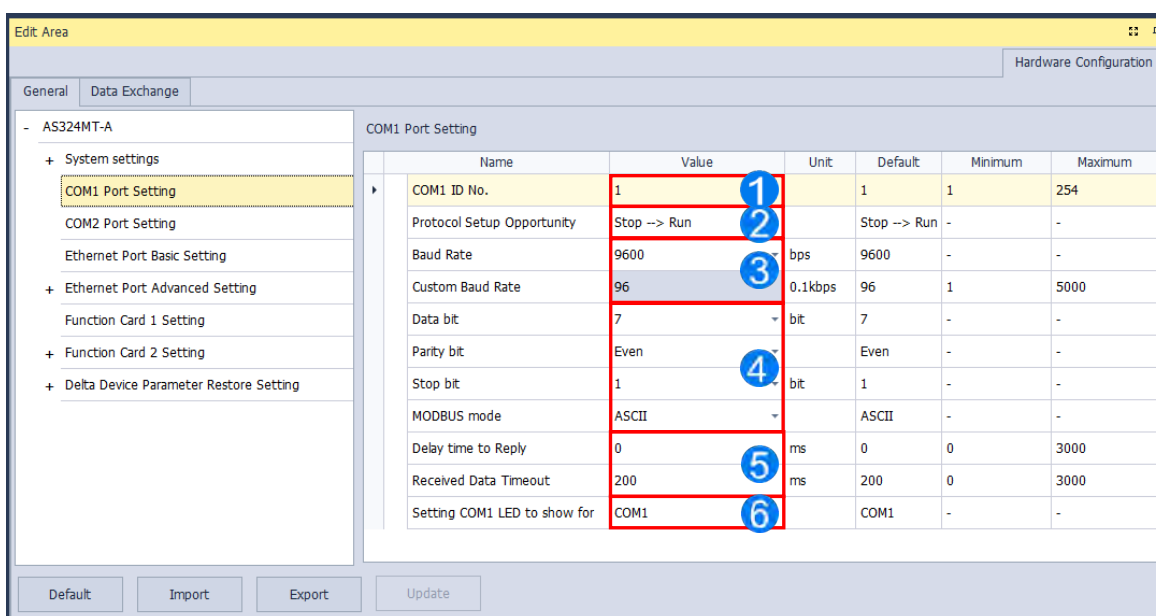 Edit Area
Hardware Configuration
General Data Exchange
- AS324MT-A
+ System settings
COM1 Port Setting
COM2 Port Setting
Ethernet Port Basic Setting
+ Ethernet Port Advanced Setting
Function Card 1 Setting
+ Function Card 2 Setting
+ Delta Device Parameter Restore Setting
COM1 Port Setting
Name Value Unit Default Minimum Maximum
COM1 ID No. 1 1 1 1 254
Protocol Setup Opportunity Stop --> Run 2 Stop --> Run - -
Baud Rate 9600 bps 9600 - -
3
Custom Baud Rate 96 0.1kbps 96 1 5000
Data bit 7 bit 7 - -
Parity bit Even Even - -
4
Stop bit 1 bit 1 - -
MODBUS mode ASCII ASCII - -
Delay time to Reply 0 ms 0 0 3000
5
Received Data Timeout 200 ms 200 0 3000
Setting COM1 LED to show for COM1 6 COM1 - -
Default Import Export Update